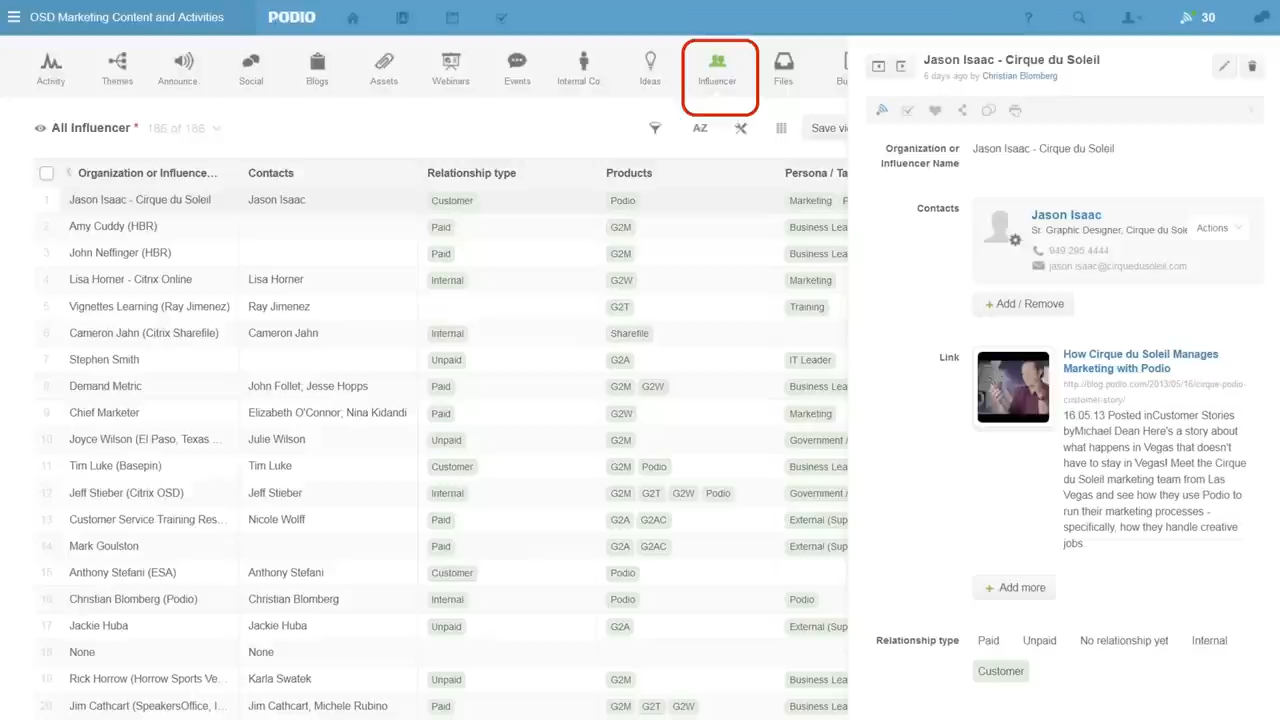 OSD Marketing Content and Activities
PODIO
30
Activity
Themes
Announce.
Social
Blogs
Assets
Webinars
Events
Internal Co.
Ideas
Influencer
Files
All Influencer * 186 of 186
A-Z
Organization or Influence... Contacts Relationship type Products
1 Jason Isaac - Cirque du Soleil Jason Isaac Customer Podio Marketing
2 Amy Cuddy (HBR) Paid G2M Business Lea
3 John Neffinger (HBR) Paid G2M Business Lea
4 Lisa Horner - Citrix Online Lisa Horner Internal G2W Marketing
5 Vignettes Learning (Ray Jimenez) Ray Jimenez G2T Training
6 Cameron Jahn (Citrix Sharefile) Cameron Jahn Internal Sharefile
7 Stephen Smith Unpaid G2A IT Leader
8 Demand Metric John Follet, Jesse Hopps Paid G2M G2W Business Lea
9 Chief Marketer Elizabeth O'Connor, Nina Kidandi Paid G2W Marketing
10 Joyce Wilson (El Paso, Texas ... Julie Wilson Unpaid G2M Government /
11 Tim Luke (Basepin) Tim Luke Customer G2M Podio Business Lea
12 Jeff Stieber (Citrix OSD) Jeff Stieber Internal G2M G2T G2W Podio Government /
13 Customer Service Training Res... Nicole Wolff Paid G2A G2AC External (Sup
14 Mark Goulston Paid G2A G2AC External (Sup
15 Anthony Stefani (ESA) Anthony Stefani Customer Podio
16 Christian Blomberg (Podio) Christian Blomberg Internal Podio Podio
17 Jackie Huba Jackie Huba Unpaid G2A External (Sup
18 None None
19 Rick Horrow (Horrow Sports Ve... Karla Swatek Unpaid G2M Business Lea
20 Jim Cathcart (SpeakersOffice, I... Jim Cathcart, Michele Rubino Paid G2M G2T G2W Business Lea
Jason Isaac - Cirque du Soleil
6 days ago by Christian Blomberg
Organization or
Influencer Name
Jason Isaac - Cirque du Soleil
Contacts
Jason Isaac
Sr. Graphic Designer, Cirque du Sole
Actions
949 295 4444
jason.isaac@cirquedusoleil.com
+ Add / Remove
Link
How Cirque du Soleil Manages
Marketing with Podio
http://blog.podio.com/2013/05/16/cirque-podio-
customer-story/
16 05.13 Posted inCustomer Stories
byMichael Dean Here's a story about
what happens in Vegas that doesn't
have to stay in Vegas! Meet the Cirque
du Soleil marketing team from Las
Vegas and see how they use Podio to
run their marketing processes -
specifically, how they handle creative
jobs
+ Add more
Relationship type
Paid Unpaid No relationship yet Internal
Customer